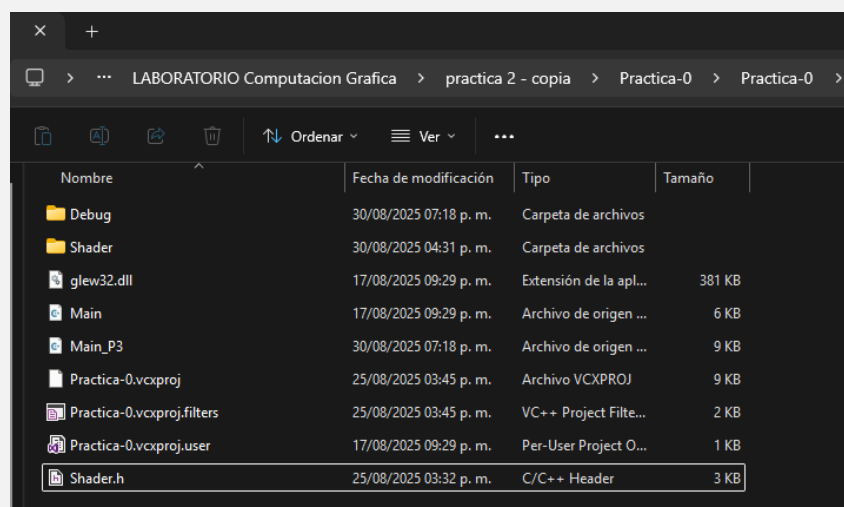 LABORATORIO Computacion Grafica > practica 2 - copia > Practica-0 > Practica-0 >
Ordenar Ver
Nombre Fecha de modificación Tipo Tamaño
Debug 30/08/2025 07:18 p. m. Carpeta de archivos
Shader 30/08/2025 04:31 p. m. Carpeta de archivos
glew32.dll 17/08/2025 09:29 p. m. Extensión de la apl... 381 KB
Main 17/08/2025 09:29 p. m. Archivo de origen ... 6 KB
Main_P3 30/08/2025 07:18 p. m. Archivo de origen ... 9 KB
Practica-0.vcxproj 25/08/2025 03:45 p. m. Archivo VCXPROJ 9 KB
Practica-0.vcxproj.filters 25/08/2025 03:45 p. m. VC++ Project Filte... 2 KB
Practica-0.vcxproj.user 17/08/2025 09:29 p. m. Per-User Project O... 1 KB
Shader.h 25/08/2025 03:32 p. m. C/C++ Header 3 KB